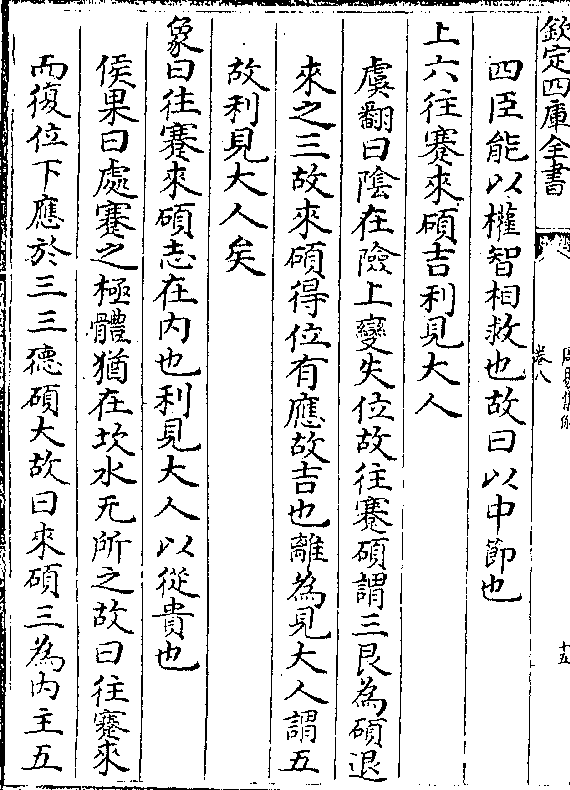 欽定四庫全書
周易集解
卷八
十五
四臣能以權智相救也故曰以中節也
上六往蹇來碩吉利見大人
虞翻曰陰在險上變失位故往蹇碩謂三艮為碩退
來之三故來碩得位有應故吉也離為見大人謂五
故利見大人矣
象曰往蹇來碩志在内也利見大人以從貴也
侯果曰處蹇之極體猶在坎水无所之故曰往蹇來
而復位下應於三三德碩大故曰來碩三為内主五